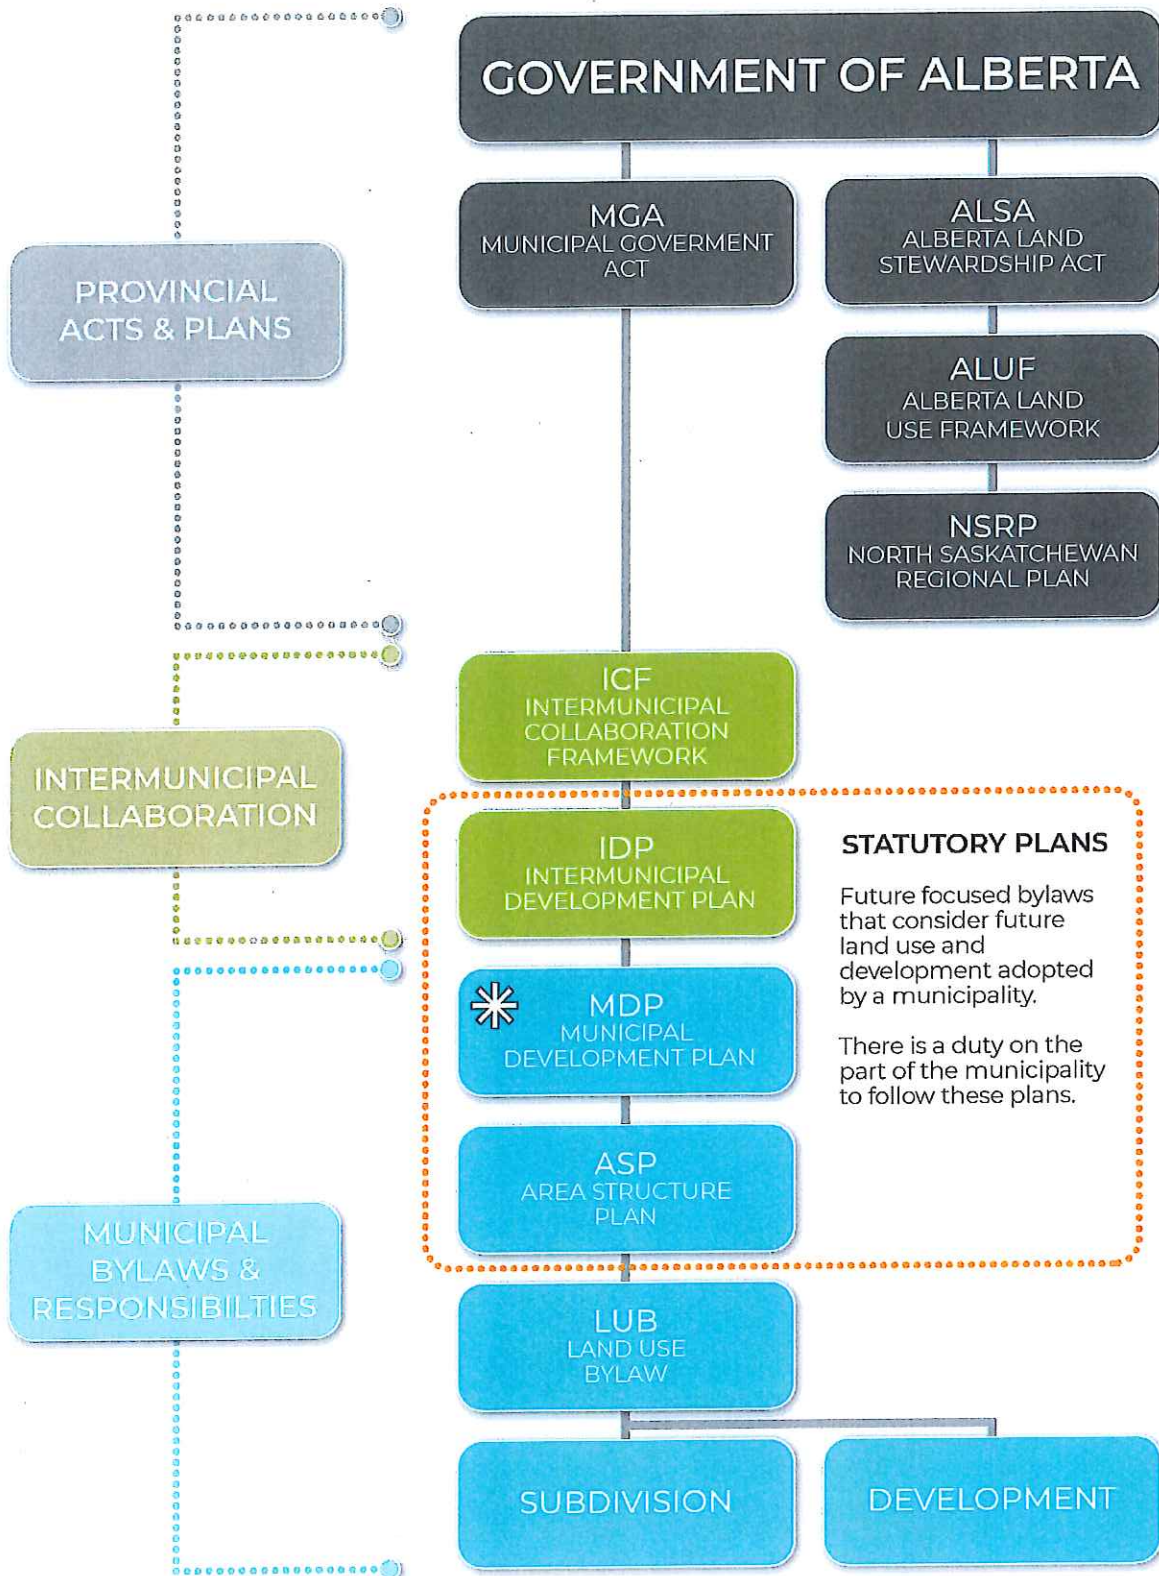 GOVERNMENT OF ALBERTA
MGA
MUNICIPAL GOVERMENT
ACT
ALSA
ALBERTA LAND
STEWARDSHIP ACT
PROVINCIAL
ACTS & PLANS
ALUF
ALBERTA LAND
USE FRAMEWORK
NSRP
NORTH SASKATCHEWAN
REGIONAL PLAN
ICF
INTERMUNICIPAL
COLLABORATION
FRAMEWORK
INTERMUNICIPAL
COLLABORATION
IDP
INTERMUNICIPAL
DEVELOPMENT PLAN
STATUTORY PLANS
Future focused bylaws
that consider future
land use and
development adopted
by a municipality.
There is a duty on the
part of the municipality
to follow these plans.
MDP
MUNICIPAL
DEVELOPMENT PLAN
ASP
AREA STRUCTURE
PLAN
MUNICIPAL
BYLAWS &
RESPONSIBILTIES
LUB
LAND USE
BYLAW
SUBDIVISION
DEVELOPMENT